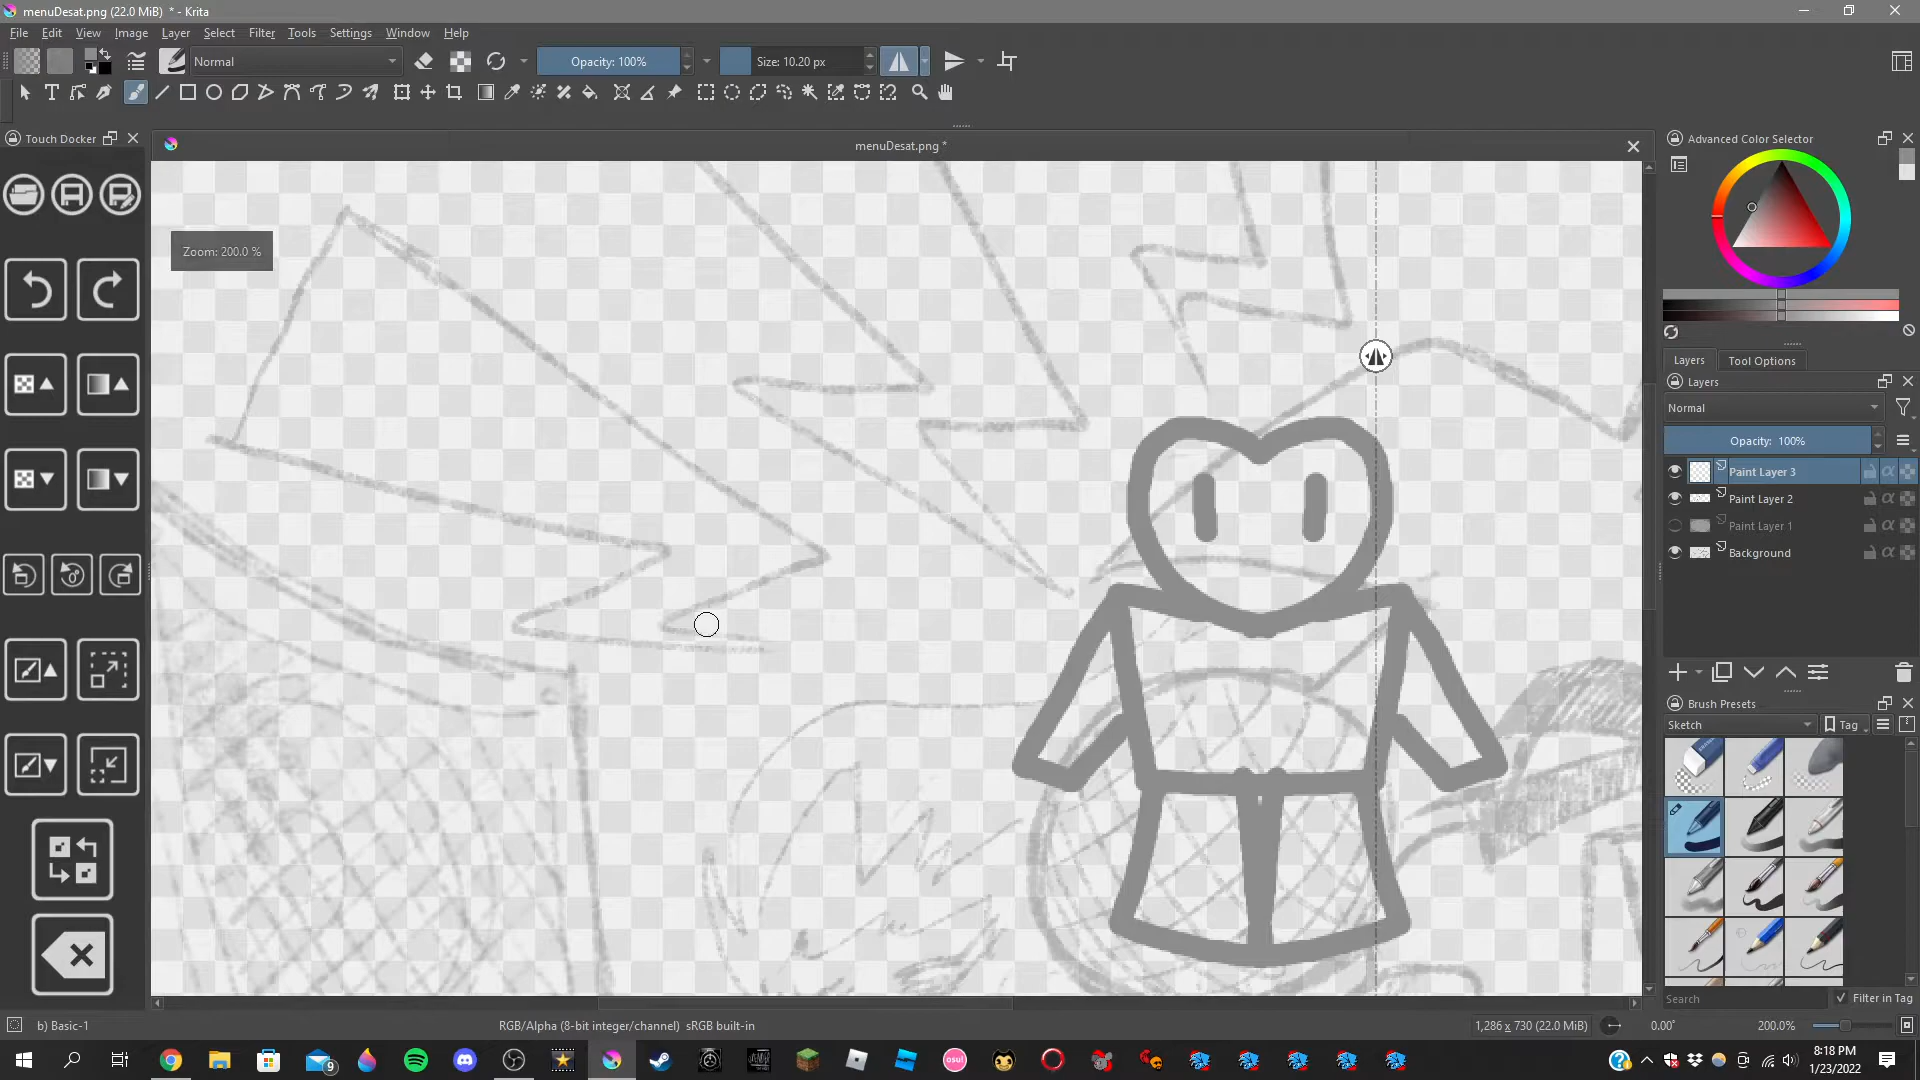 menuDesat.png (22.0 MiB) * - Krita
File Edit View Image Layer Select Filter Tools Settings Window Help
Normal Opacity: 100% Size: 10.20 px
Touch Docker
menuDesat.png *
Advanced Color Selector
Zoom: 200.0 %
Layers Tool Options
Layers
Normal
Opacity: 100%
Paint Layer 3
Paint Layer 2
Paint Layer 1
Background
Brush Presets
Sketch Tag
Search Filter in Tag
b) Basic-1 RGB/Alpha (8-bit integer/channel) sRGB built-in 1,286 x 730 (22.0 MiB) 0.00° 200.0%
9 osu! 8:18 PM
1/23/2022